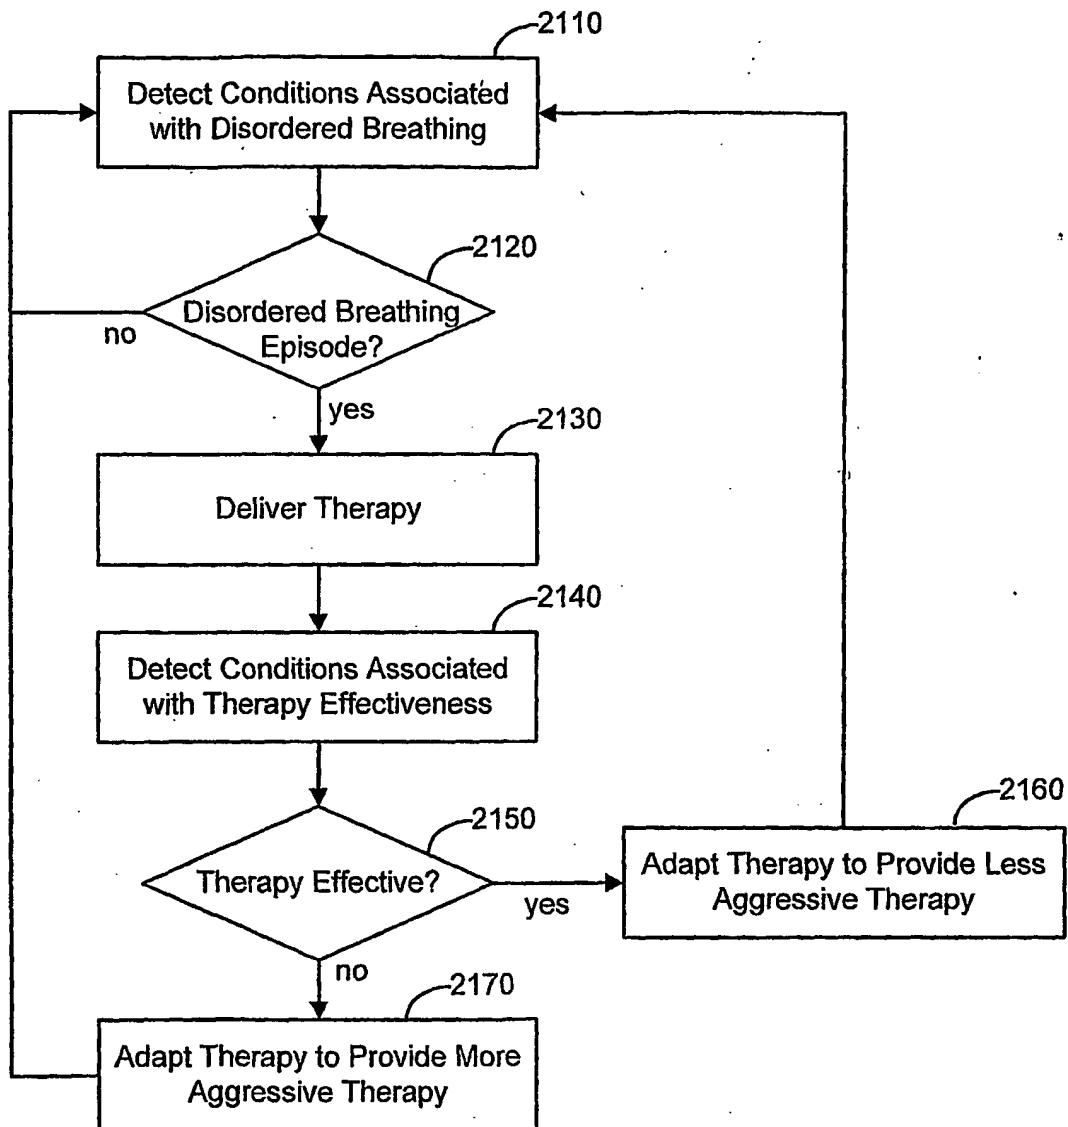 2110
Detect Conditions Associated
with Disordered Breathing
2120
Disordered Breathing
Episode?
no
yes
2130
Deliver Therapy
2140
Detect Conditions Associated
with Therapy Effectiveness
2150
Therapy Effective?
yes
2160
Adapt Therapy to Provide Less
Aggressive Therapy
no
2170
Adapt Therapy to Provide More
Aggressive Therapy